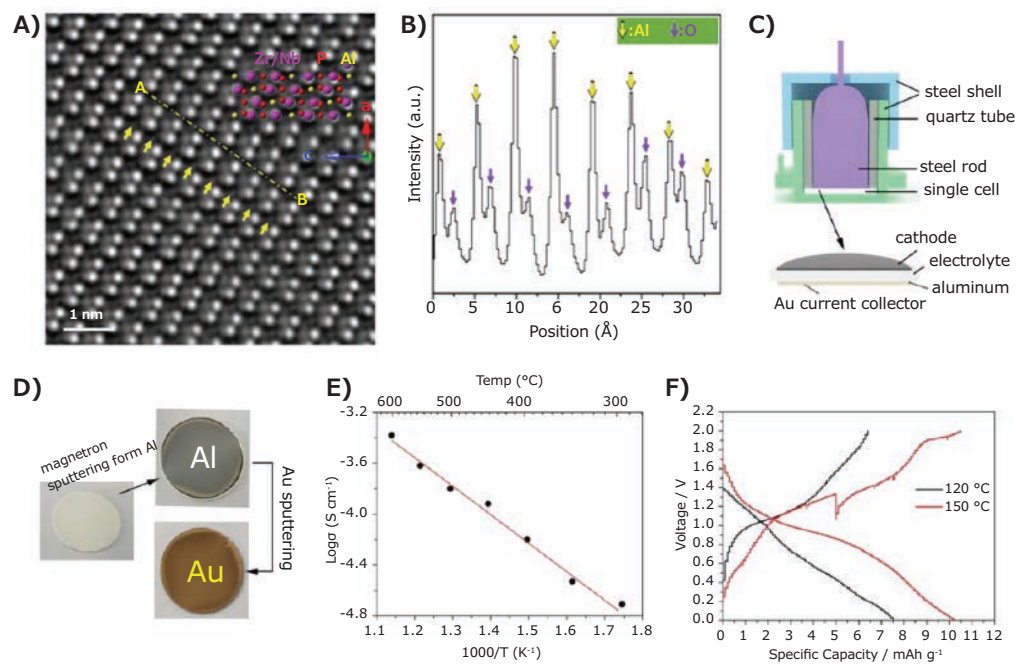 A)
Zr/Nb P Al
A
a
c
B
1 nm
B)
:Al :O
Intensity (a.u.)
0 5 10 6 20 25 30
Position (Å)
C)
steel shell
quartz tube
steel rod
single cell
cathode
electrolyte
aluminum
Au current collector
D)
magnetron
sputtering form Al
Al
Au sputtering
Au
E)
Temp (°C)
600 500 400 300
-3.2
-3.6
-4.0
-4.4
-4.8
Logσ (S cm⁻¹)
1.1 1.2 1.3 1.4 1.5 1.6 1.7 1.8
1000/T (K⁻¹)
F)
2.0
1.8
1.6
1.4
1.2
1.0
0.8
0.6
0.4
0.2
0.0
Voltage / V
120 °C
150 °C
0 1 2 3 4 5 6 7 8 9 10 11 12
Specific Capacity / mAh g⁻¹